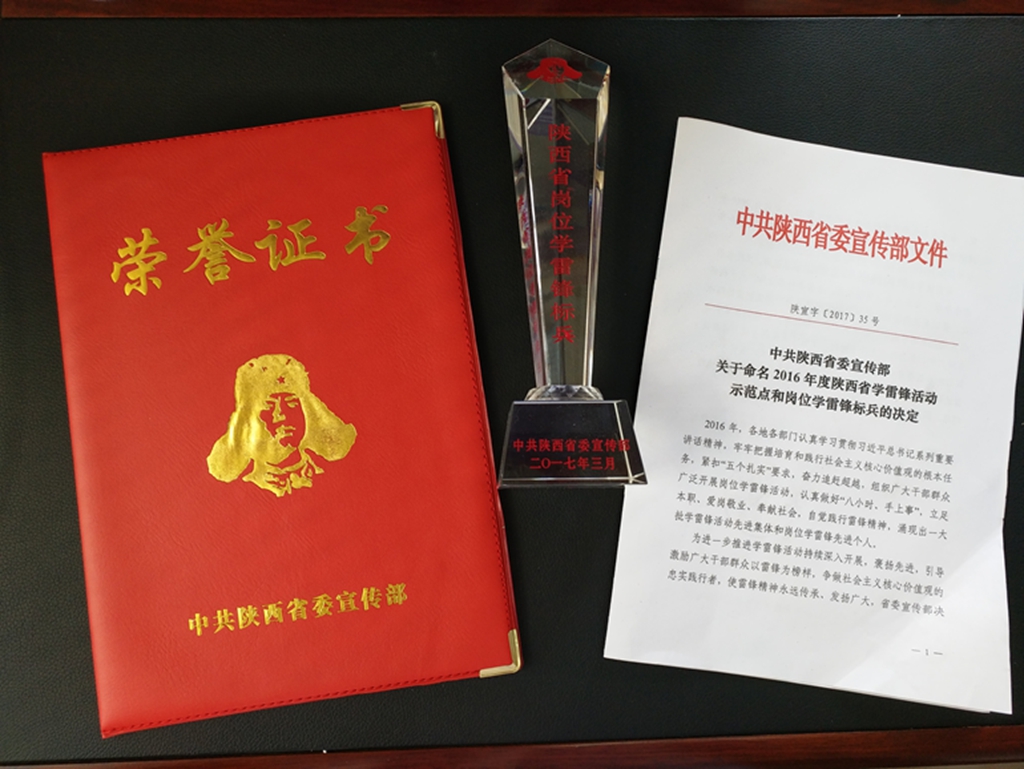 荣誉证书
中共陕西省委宣传部
陕西省岗位学雷锋标兵
中共陕西省委宣传部
二〇一七年三月
中共陕西省委宣传部文件
陕宣字〔2017〕35号
中共陕西省委宣传部
关于命名2016年度陕西省学雷锋活动
示范点和岗位学雷锋标兵的决定
2016年，各地各部门认真学习贯彻习近平总书记系列重要
讲话精神，牢牢把握培育和践行社会主义核心价值观的根本任
务，紧扣“五个扎实”要求，奋力追赶超越，组织广大干部群众
广泛开展岗位学雷锋活动，认真做好“八小时、手上事”，立足
本职、爱岗敬业、奉献社会，自觉践行雷锋精神，涌现出一大
批学雷锋活动先进集体和岗位学雷锋先进个人。
为进一步推进学雷锋活动持续深入开展，褒扬先进，引导
激励广大干部群众以雷锋为榜样，争做社会主义核心价值观的
忠实践行者，使雷锋精神永远传承、发扬广大，省委宣传部决
— 1 —